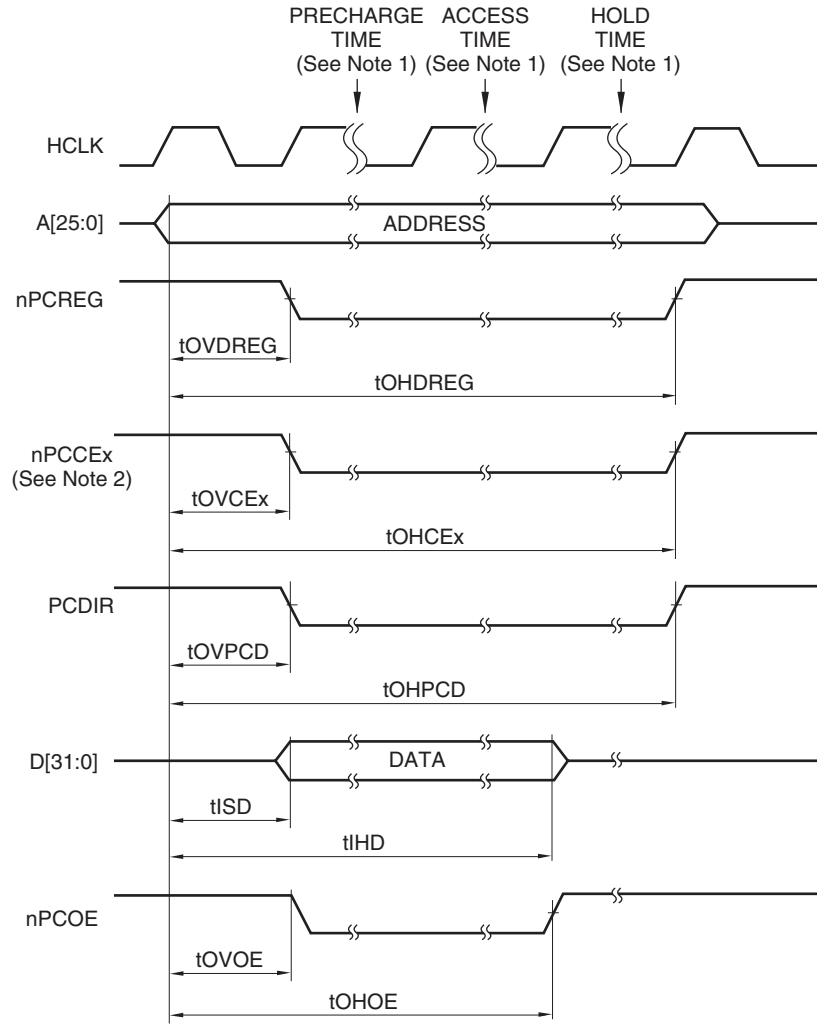 PRECHARGE TIME (See Note 1)
ACCESS TIME (See Note 1)
HOLD TIME (See Note 1)
HCLK
A[25:0]
ADDRESS
nPCREG
tOVDREG
tOHDREG
nPCCEx
(See Note 2)
tOVCEx
tOHCEx
PCDIR
tOVPCD
tOHPCD
D[31:0]
DATA
tISD
tIHD
nPCOE
tOVOE
tOHOE